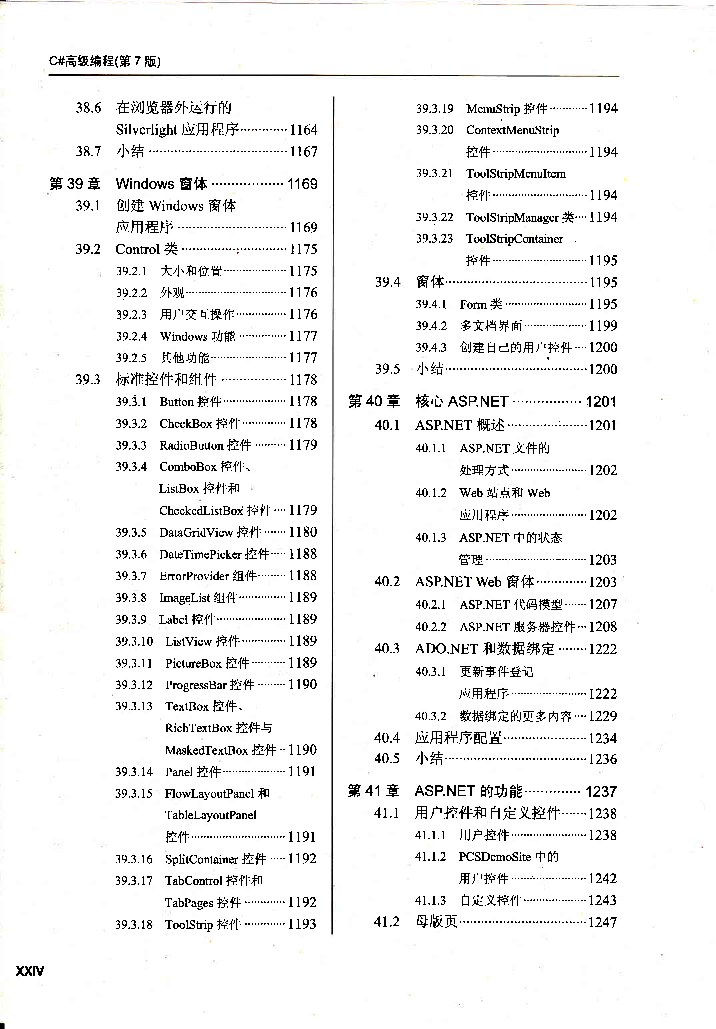 C#高级编程(第 7 版)
38.6 在浏览器外运行的
Silverlight 应用程序············1164
38.7 小结··································1167
第 39 章 Windows 窗体··················1169
39.1 创建 Windows 窗体
应用程序···························1169
39.2 Control 类··························1175
39.2.1 大小和位置···················1175
39.2.2 外观······························1176
39.2.3 用户交互操作···············1176
39.2.4 Windows 功能··············1177
39.2.5 其他功能·······················1177
39.3 标准控件和组件·················1178
39.3.1 Button 控件···················1178
39.3.2 CheckBox 控件·············1178
39.3.3 RadioButton 控件·········1179
39.3.4 ComboBox 控件、
ListBox 控件和
CheckedListBox 控件····1179
39.3.5 DataGridView 控件·······1180
39.3.6 DateTimePicker 控件·····1188
39.3.7 ErrorProvider 组件·········1188
39.3.8 ImageList 组件··············1189
39.3.9 Label 控件·····················1189
39.3.10 ListView 控件·············1189
39.3.11 PictureBox 控件··········1189
39.3.12 ProgressBar 控件········1190
39.3.13 TextBox 控件、
RichTextBox 控件与
MaskedTextBox 控件··1190
39.3.14 Panel 控件···················1191
39.3.15 FlowLayoutPanel 和
TableLayoutPanel
控件····························1191
39.3.16 SplitContainer 控件·····1192
39.3.17 TabControl 控件和
TabPages 控件············1192
39.3.18 ToolStrip 控件············1193
39.3.19 MenuStrip 控件···········1194
39.3.20 ContextMenuStrip
控件····························1194
39.3.21 ToolStripMenuItem
控件····························1194
39.3.22 ToolStripManager 类····1194
39.3.23 ToolStripContainer
控件····························1195
39.4 窗体···································1195
39.4.1 Form 类························1195
39.4.2 多文档界面···················1199
39.4.3 创建自己的用户控件····1200
39.5 小结···································1200
第 40 章 核心 ASP.NET·················1201
40.1 ASP.NET 概述····················1201
40.1.1 ASP.NET 文件的
处理方式·······················1202
40.1.2 Web 站点和 Web
应用程序·······················1202
40.1.3 ASP.NET 中的状态
管理······························1203
40.2 ASP.NET Web 窗体·············1203
40.2.1 ASP.NET 代码模型·······1207
40.2.2 ASP.NET 服务器控件···1208
40.3 ADO.NET 和数据绑定········1222
40.3.1 更新事件登记
应用程序·······················1222
40.3.2 数据绑定的更多内容····1229
40.4 应用程序配置·····················1234
40.5 小结···································1236
第 41 章 ASP.NET 的功能··············1237
41.1 用户控件和自定义控件······1238
41.1.1 用户控件·······················1238
41.1.2 PCSDemoSite 中的
用户控件·······················1242
41.1.3 自定义控件···················1243
41.2 母版页································1247
XXIV